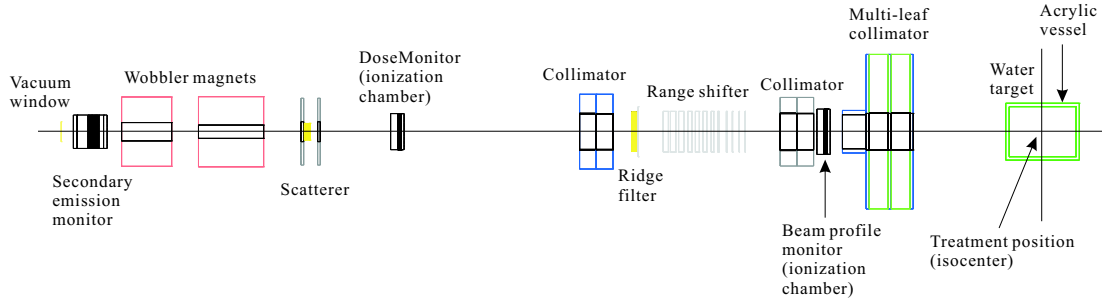 Vacuum
window
Wobbler magnets
Secondary
emission
monitor
Scatterer
DoseMonitor
(ionization
chamber)
Collimator
Ridge
filter
Range shifter
Collimator
Beam profile
monitor
(ionization
chamber)
Multi-leaf
collimator
Water
target
Acrylic
vessel
Treatment position
(isocenter)